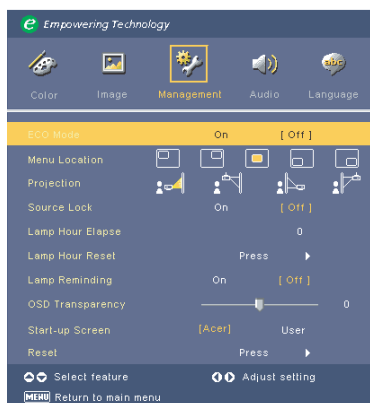 e Empowering Technology
Color Image Management Audio abc Language
ECO Mode On [ Off ]
Menu Location
Projection
Source Lock On [ Off ]
Lamp Hour Elapse 0
Lamp Hour Reset Press
Lamp Reminding On [ Off ]
OSD Transparency 0
Start-up Screen [Acer] User
Reset Press
Select feature Adjust setting
MENU Return to main menu